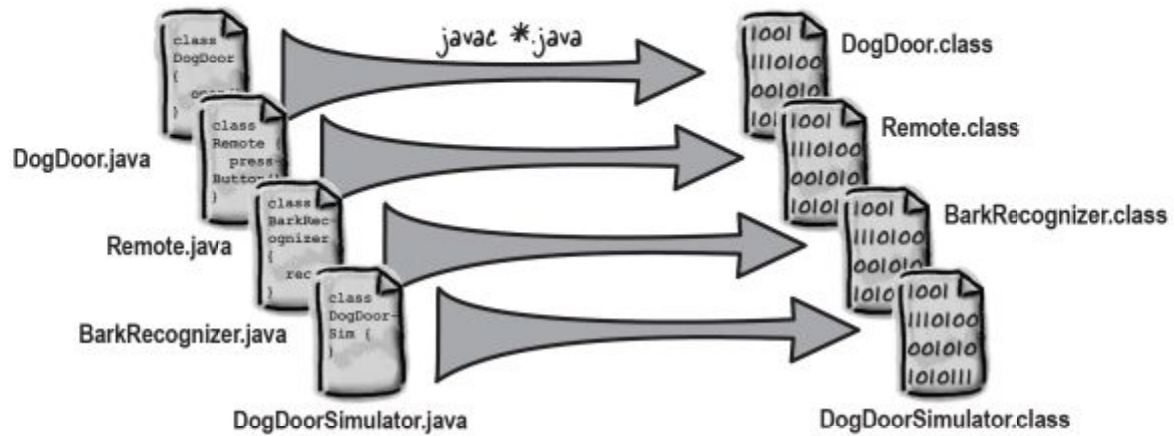 javac *.java
class
DogDoor
{
}
DogDoor.java
class
Remote {
press-
Button()
}
Remote.java
class
BarkRec-
ognizer
{
rec
}
BarkRecognizer.java
class
DogDoor-
Sim {
}
DogDoorSimulator.java
1001
1110100
001010
DogDoor.class
1001
1110100
001010
10101
Remote.class
1001
1110100
001010
1010
BarkRecognizer.class
1001
1110100
001010
1010111
DogDoorSimulator.class